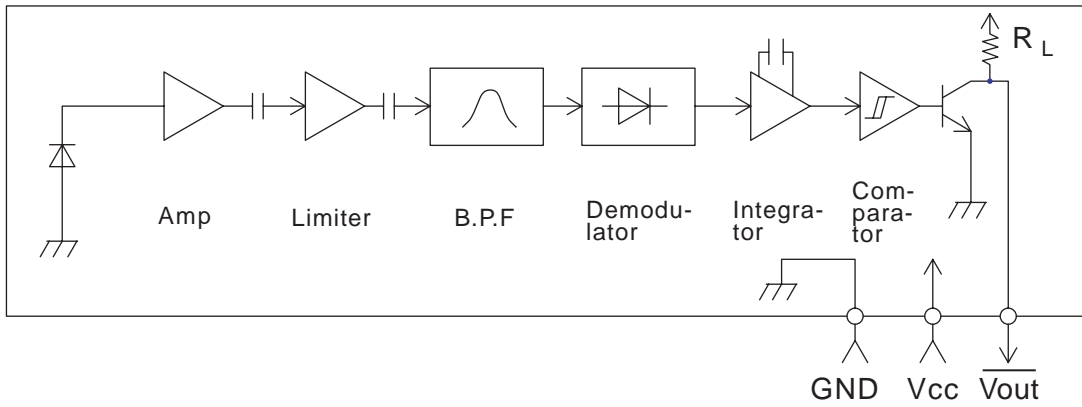 R L
Amp
Limiter
B.P.F
Demodu-
lator
Integra-
tor
Com-
para-
tor
GND
Vcc
Vout